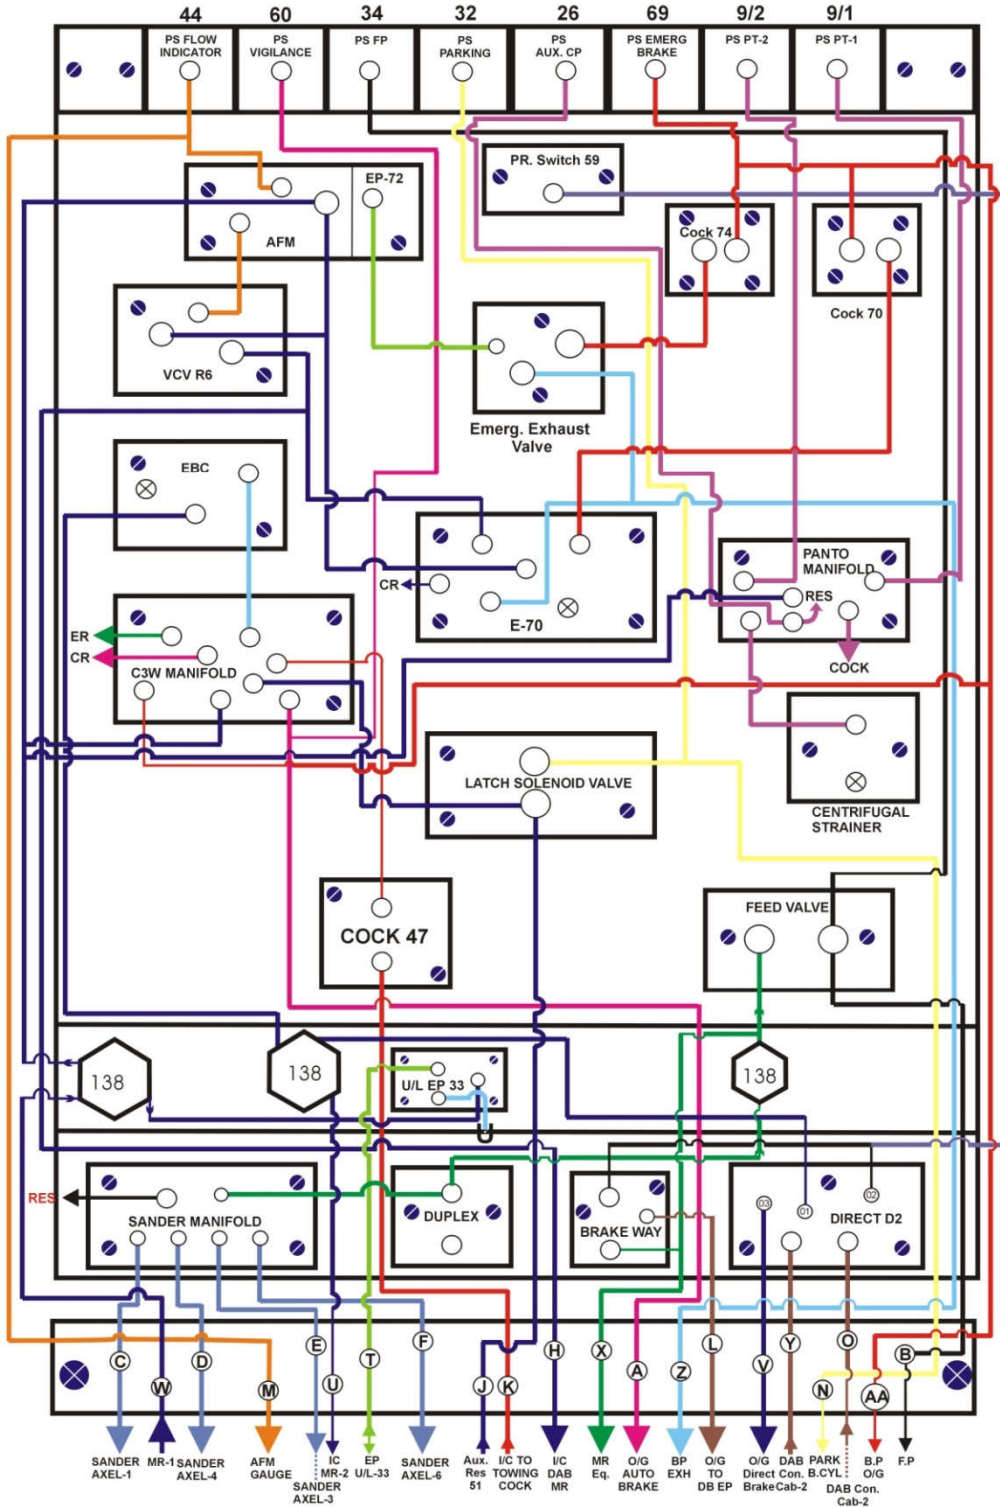 44 60 34 32 26 69 9/2 9/1
PS FLOW
INDICATOR
PS
VIGILANCE
PS FP
PS
PARKING
PS
AUX. CP
PS EMERG
BRAKE
PS PT-2
PS PT-1
PR. Switch 59
EP-72
AFM
Cock 74
Cock 70
VCV R6
Emerg. Exhaust
Valve
EBC
CR
E-70
PANTO
MANIFOLD
RES
COCK
ER
CR
C3W MANIFOLD
LATCH SOLENOID VALVE
CENTRIFUGAL
STRAINER
COCK 47
FEED VALVE
138
138
U/L EP 33
138
RES
SANDER MANIFOLD
DUPLEX
BRAKE WAY
03
01
02
DIRECT D2
C
W
D
M
E
U
T
F
J
K
H
X
A
Z
L
V
Y
N
O
AA
B
SANDER
AXEL-1
MR-1
SANDER
AXEL-4
AFM
GAUGE
SANDER
AXEL-3
IC
MR-2
EP
U/L-33
SANDER
AXEL-6
Aux.
Res
51
I/C TO
TOWING
COCK
I/C
DAB
MR
MR
Eq.
O/G
AUTO
BRAKE
BP
EXH
O/G
TO
DB EP
O/G
Direct
Brake
DAB
Con.
Cab-2
PARK
B.CYL
DAB Con.
Cab-2
B.P
O/G
F.P